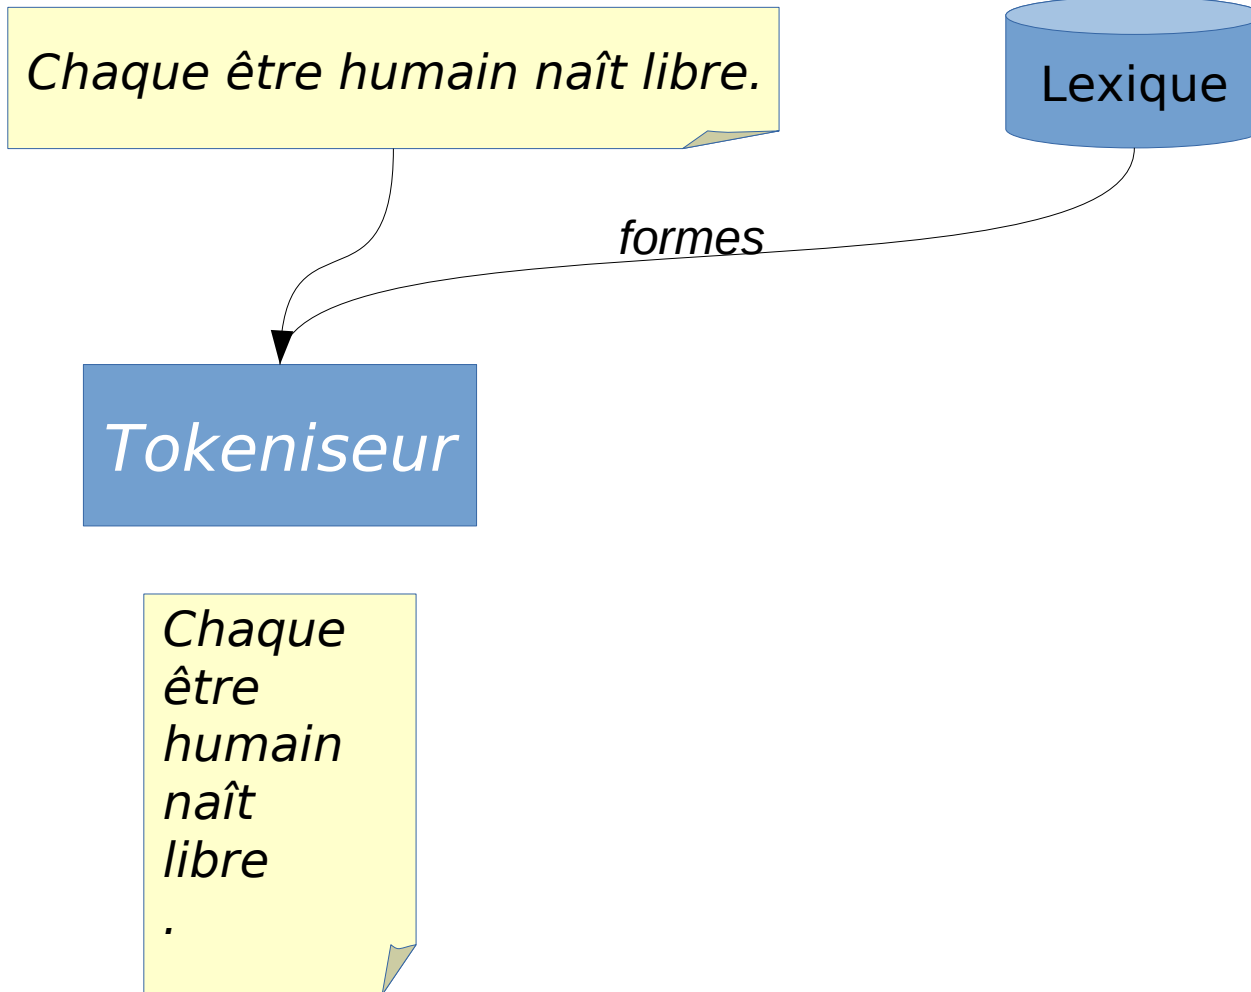 Chaque être humain naît libre.
Lexique
formes
Tokeniseur
Chaque
être
humain
naît
libre
.